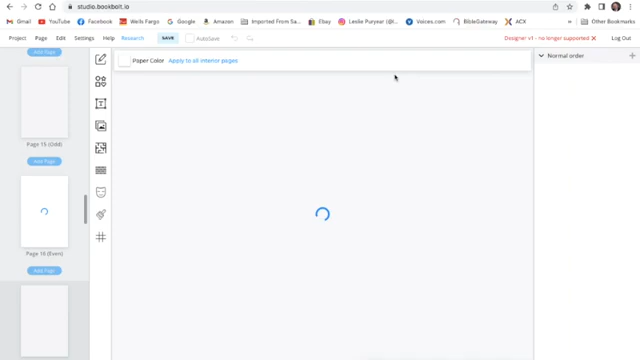 studio.bookbolt.io
Gmail YouTube Facebook Wells Fargo Google Amazon Imported From Sa... Ebay Leslie Puryear (@l... Voices.com BibleGateway ACX Other Bookmarks
Project Page Edit Settings Help Research SAVE AutoSave Designer v1 - no longer supported Log Out
Add Page
Paper Color Apply to all interior pages
Normal order
Page 15 (Odd)
Add Page
Page 16 (Even)
Add Page